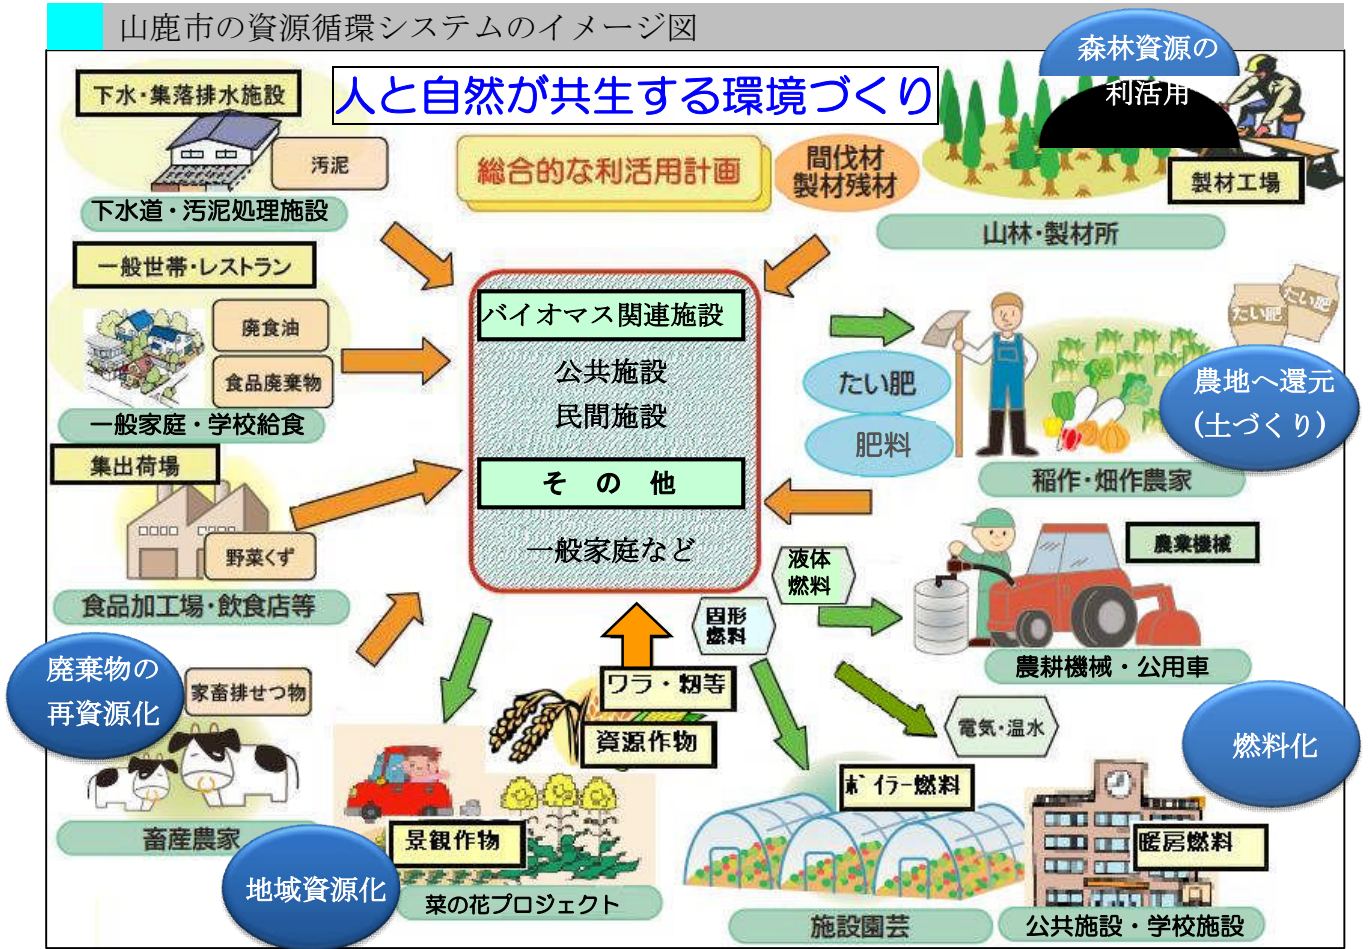 山鹿市の資源循環システムのイメージ図
人と自然が共生する環境づくり
森林資源の
利活用
下水・集落排水施設
汚泥
下水道・汚泥処理施設
総合的な利活用計画
間伐材
製材残材
製材工場
山林・製材所
一般世帯・レストラン
廃食油
食品廃棄物
一般家庭・学校給食
バイオマス関連施設
公共施設
民間施設
その他
一般家庭など
たい肥
肥料
たい肥
たい肥
農地へ還元
(土づくり)
稲作・畑作農家
集出荷場
野菜くず
食品加工場・飲食店等
液体
燃料
農業機械
農耕機械・公用車
固形
燃料
廃棄物の
再資源化
家畜排せつ物
畜産農家
ワラ・籾等
資源作物
電気・温水
燃料化
景観作物
菜の花プロジェクト
地域資源化
ボイラー燃料
施設園芸
暖房燃料
公共施設・学校施設